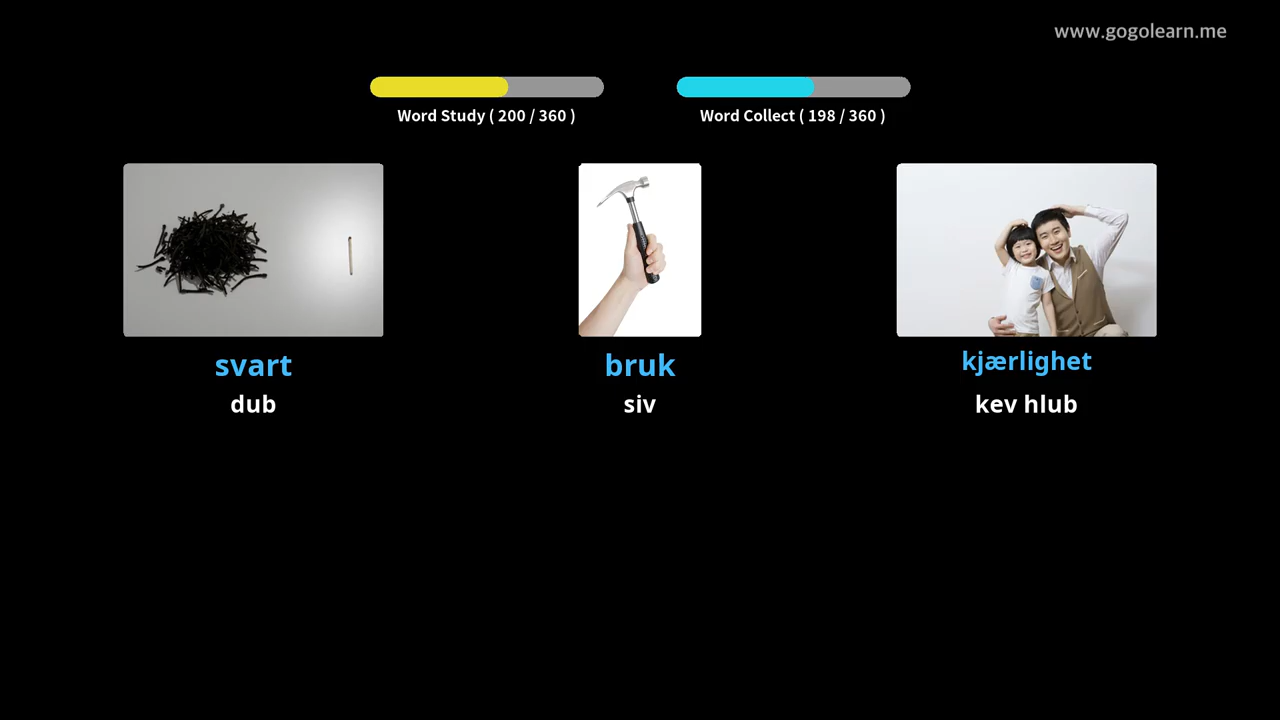 www.gogolearn.me
Word Study ( 200 / 360 )
Word Collect ( 198 / 360 )
svart
bruk
kjærlighet
dub
siv
kev hlub